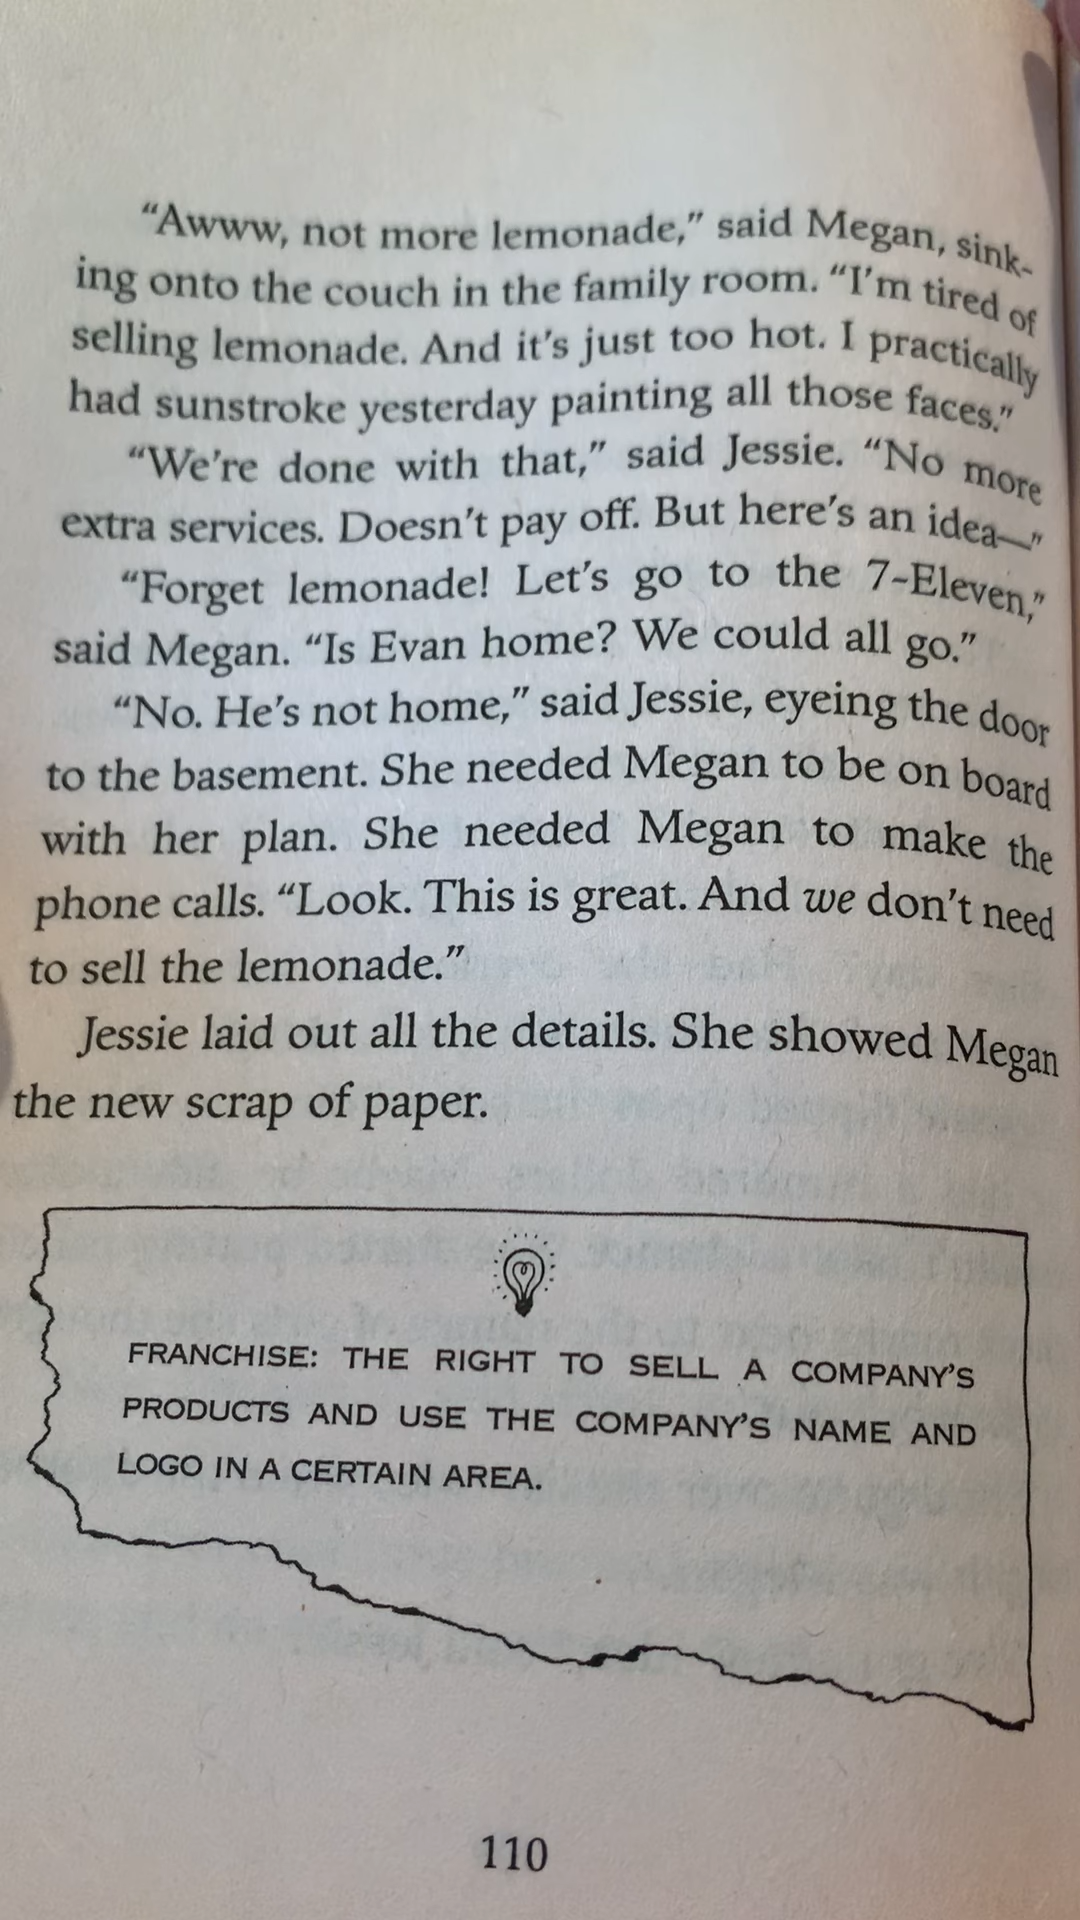 “Awww, not more lemonade,” said Megan, sink-
ing onto the couch in the family room. “I’m tired of
selling lemonade. And it’s just too hot. I practically
had sunstroke yesterday painting all those faces.”
“We’re done with that,” said Jessie. “No more
extra services. Doesn’t pay off. But here’s an idea—”
“Forget lemonade! Let’s go to the 7-Eleven,”
said Megan. “Is Evan home? We could all go.”
“No. He’s not home,” said Jessie, eyeing the door
to the basement. She needed Megan to be on board
with her plan. She needed Megan to make the
phone calls. “Look. This is great. And we don’t need
to sell the lemonade.”
Jessie laid out all the details. She showed Megan
the new scrap of paper.
FRANCHISE: THE RIGHT TO SELL A COMPANY’S
PRODUCTS AND USE THE COMPANY’S NAME AND
LOGO IN A CERTAIN AREA.
110